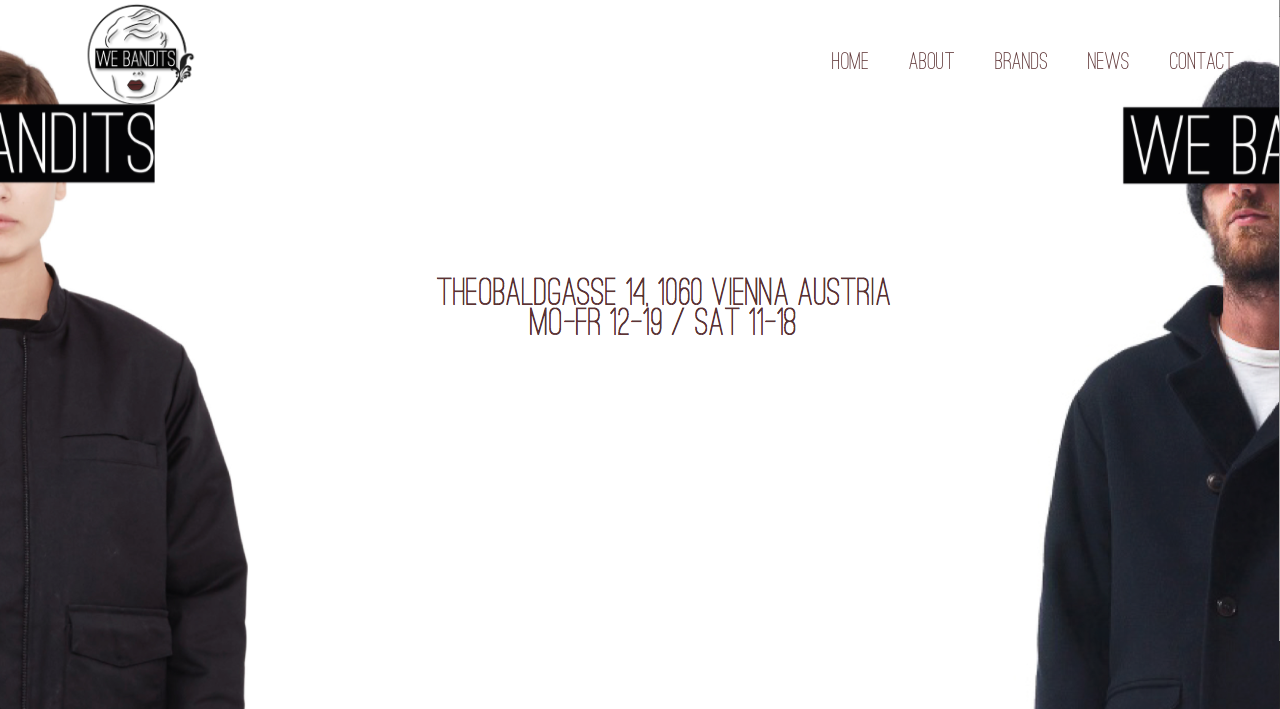 WE BANDITS
HOME ABOUT BRANDS NEWS CONTACT
ANDITS
WE BA
THEOBALDGASSE 14, 1060 VIENNA AUSTRIA
MO-FR 12-19 / SAT 11-18